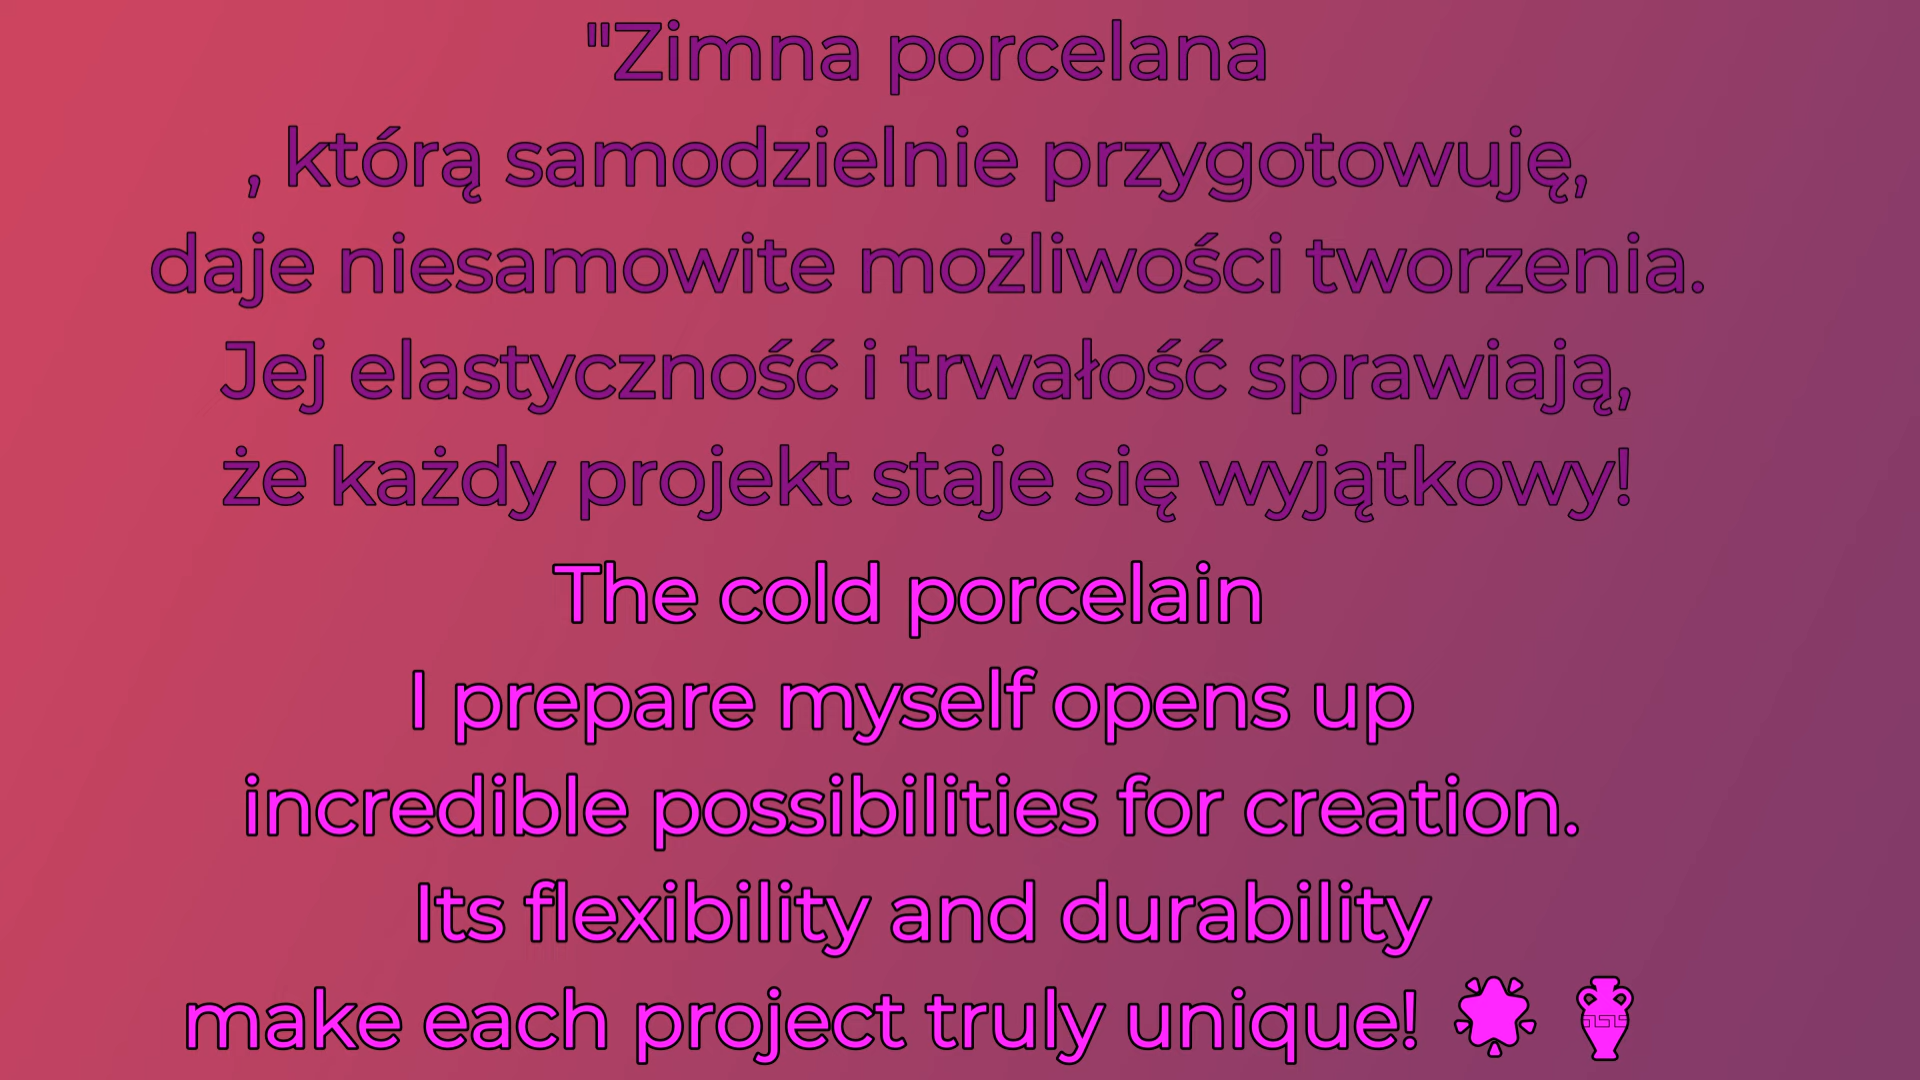 "Zimna porcelana
, którą samodzielnie przygotowuję,
daje niesamowite możliwości tworzenia.
Jej elastyczność i trwałość sprawiają,
że każdy projekt staje się wyjątkowy!
The cold porcelain
I prepare myself opens up
incredible possibilities for creation.
Its flexibility and durability
make each project truly unique! 🌟 🏺